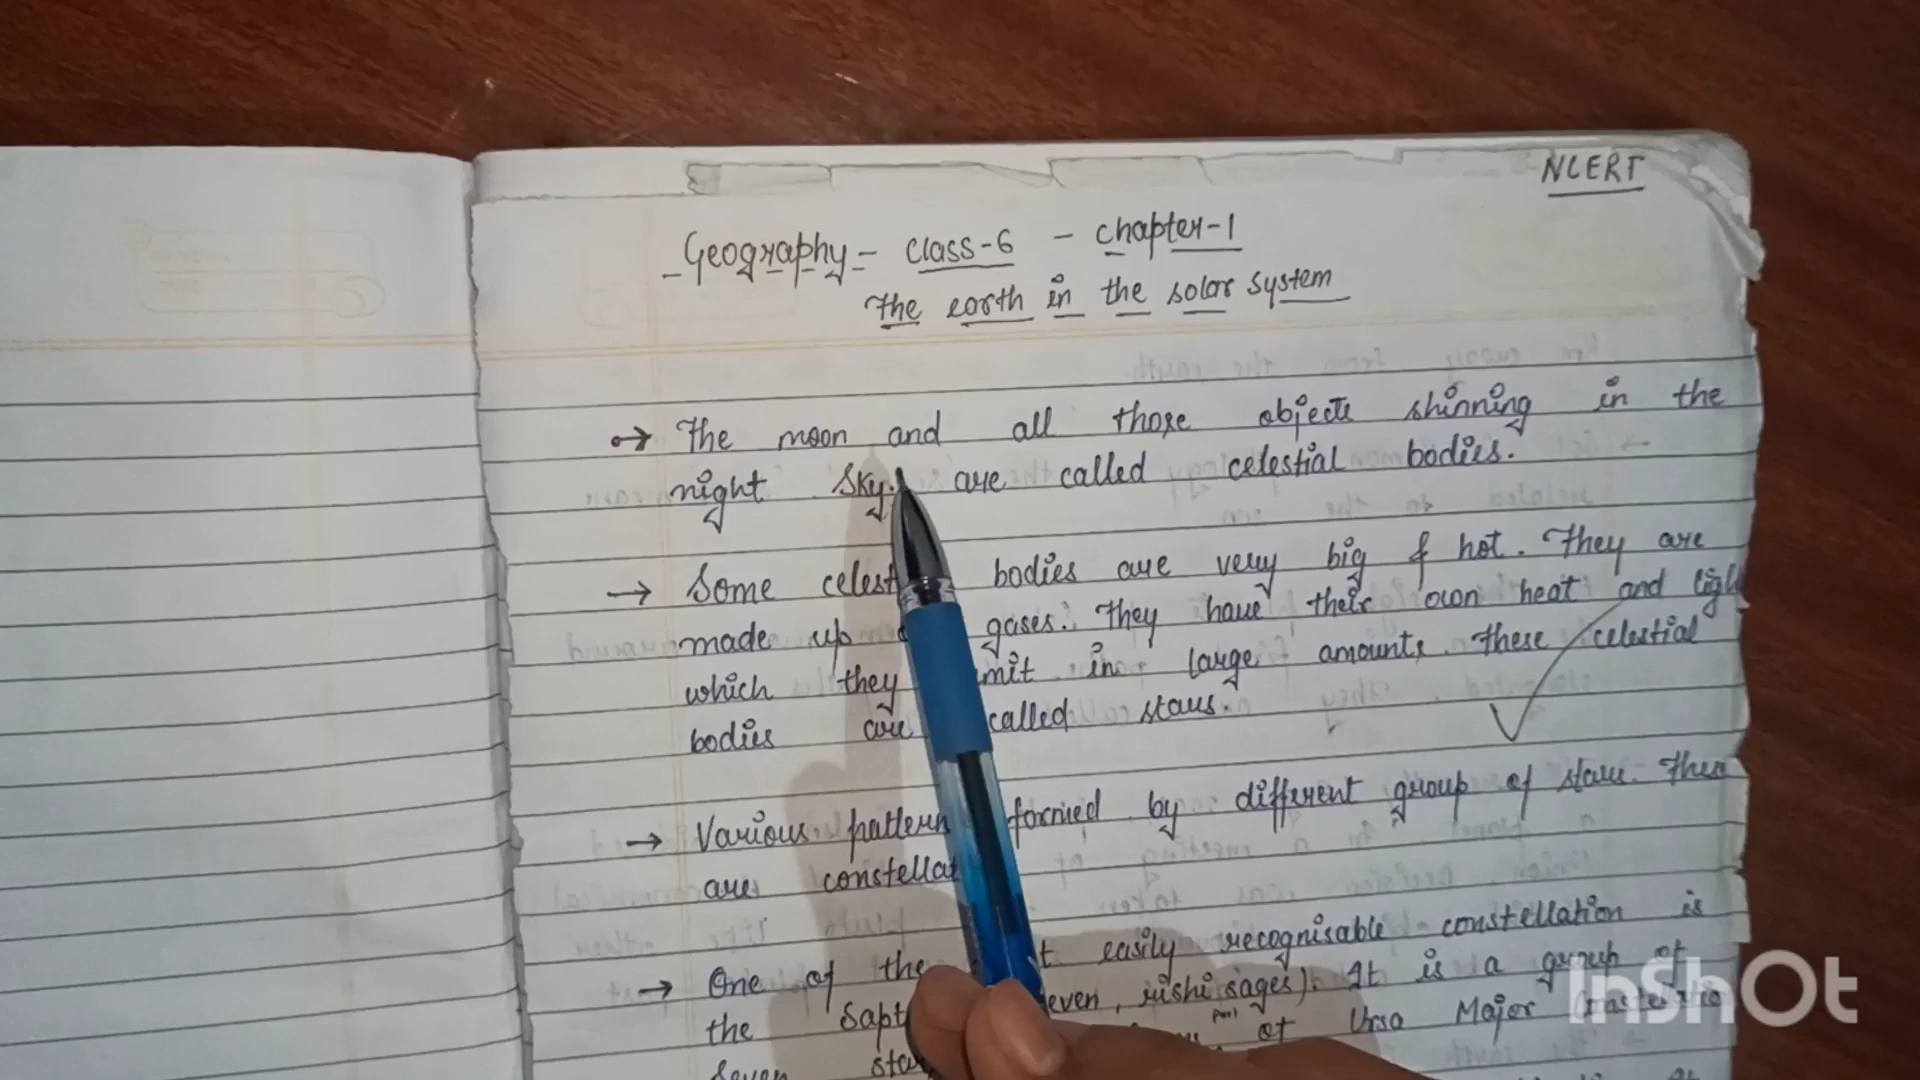 NCERT
Geography - class-6 - chapter-1
The earth in the solar system
→ The moon and all those objects shinning in the
night sky. are called celestial bodies.
→ Some celest bodies are very big & hot. They are
made up gases. They have their own heat and ligh
which they mit in large amounts. These celestial
bodies are called stars.
→ Various pattern formed by different group of stars.
are constellat
→ One of the easily recognisable constellation is
the Sapt even, rishi sages). It is a group of
Seven star of Ursa Major
InShOt